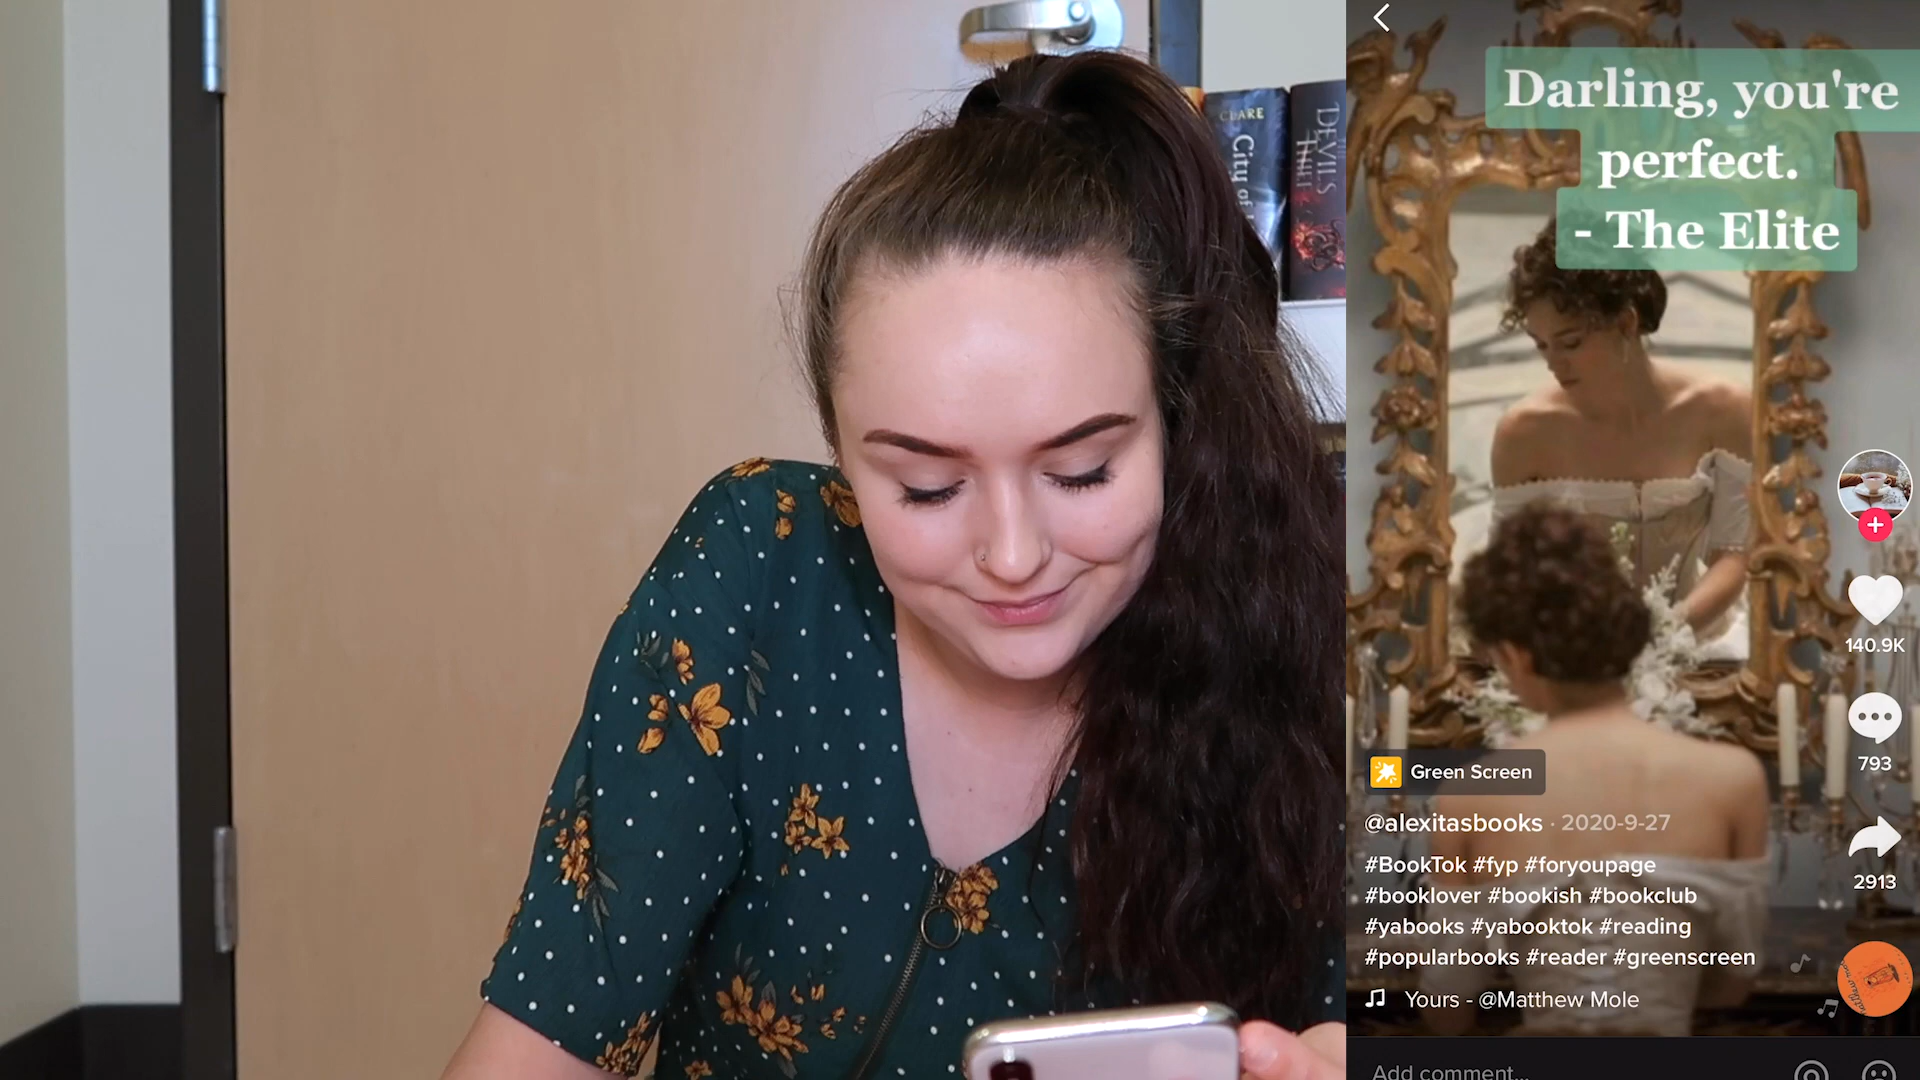 CLARE
City of
DEVILS
THIEF
Darling, you're
perfect.
- The Elite
140.9K
793
Green Screen
@alexitasbooks · 2020-9-27
#BookTok #fyp #foryoupage
#booklover #bookish #bookclub
#yabooks #yabooktok #reading
#popularbooks #reader #greenscreen
2913
Yours - @Matthew Mole
Add comment...